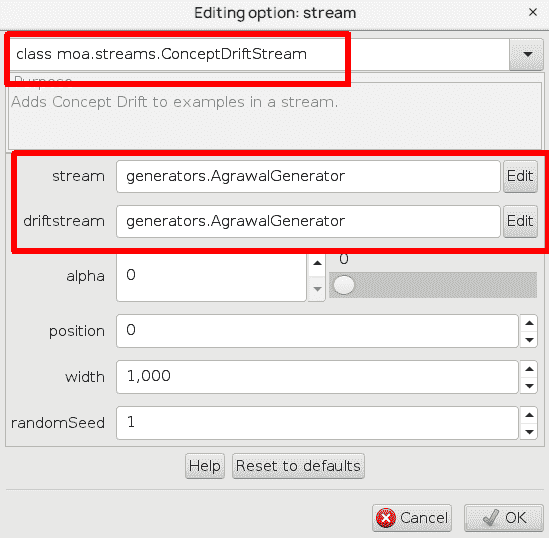 Editing option: stream
×
class moa.streams.ConceptDriftStream
Purpose
Adds Concept Drift to examples in a stream.
stream generators.AgrawalGenerator Edit
driftstream generators.AgrawalGenerator Edit
alpha 0 0
position 0
width 1,000
randomSeed 1
Help Reset to defaults
Cancel OK